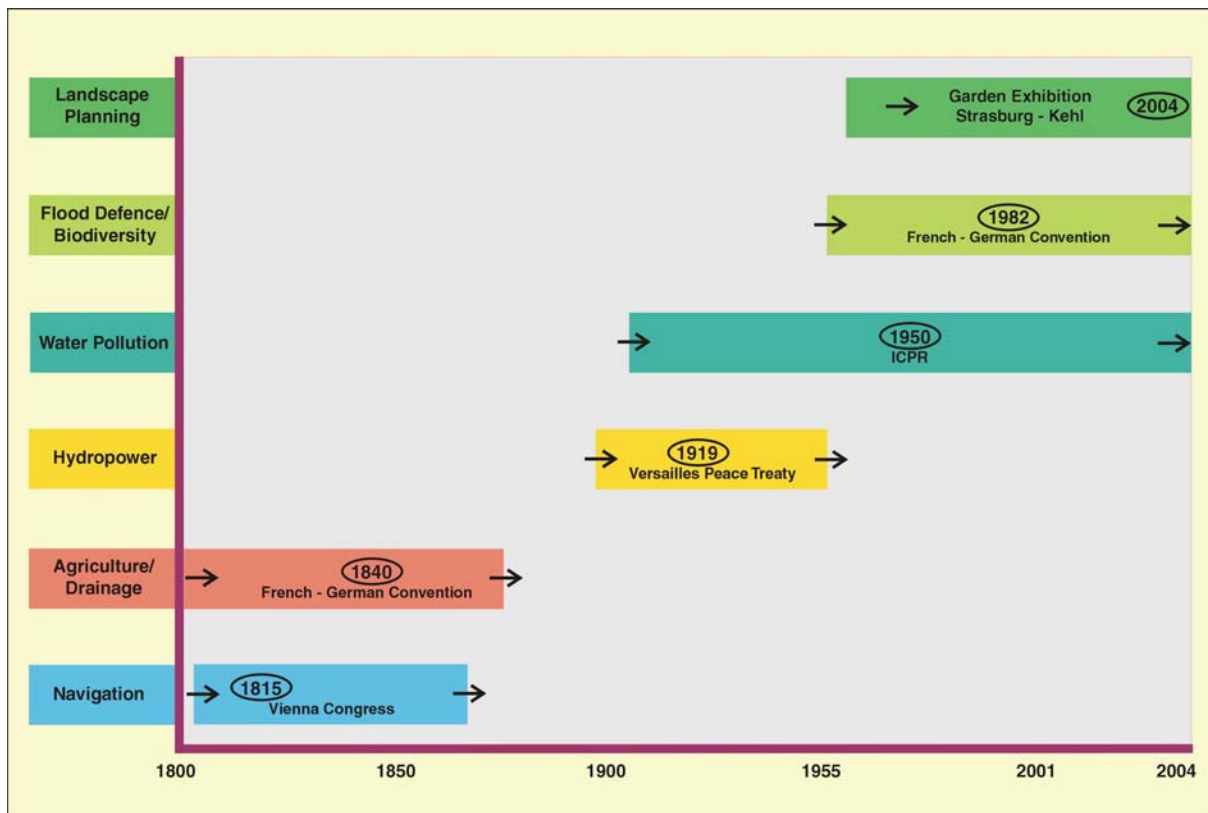 Landscape
Planning
Garden Exhibition
Strasburg - Kehl
2004
Flood Defence/
Biodiversity
1982
French - German Convention
Water Pollution
1950
ICPR
Hydropower
1919
Versailles Peace Treaty
Agriculture/
Drainage
1840
French - German Convention
Navigation
1815
Vienna Congress
1800 1850 1900 1955 2001 2004